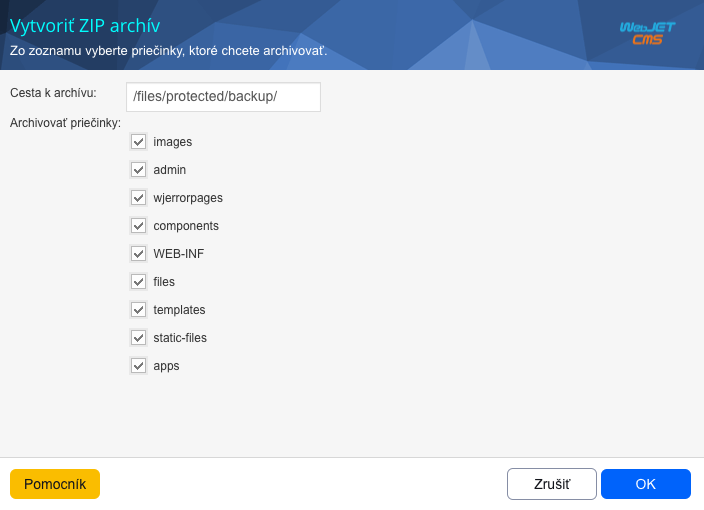 Vytvoriť ZIP archív
Zo zoznamu vyberte priečinky, ktoré chcete archivovať.
WebJET
CMS
Cesta k archívu:
/files/protected/backup/
Archivovať priečinky:
images
admin
wjerrorpages
components
WEB-INF
files
templates
static-files
apps
Pomocník
Zrušiť
OK